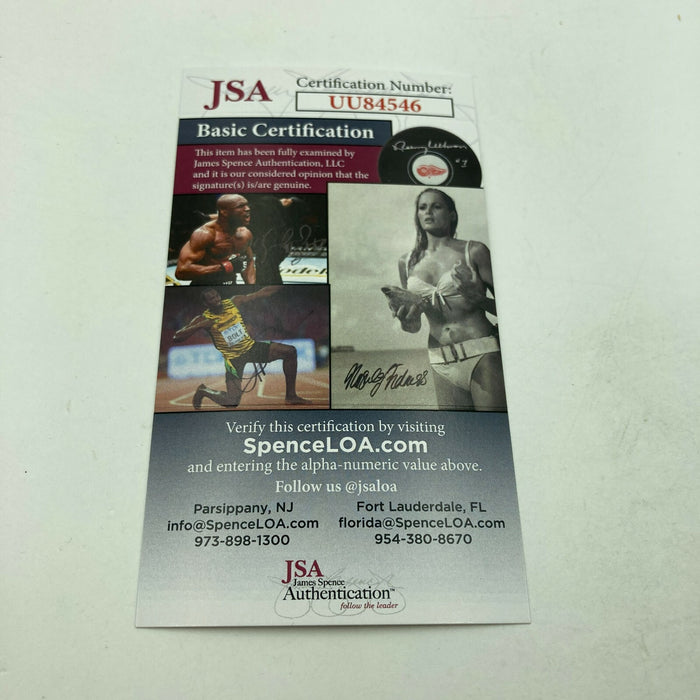 JSA
Certification Number:
UU84546
Basic Certification
This item has been fully examined by
James Spence Authentication, LLC
and it is our considered opinion that the
signature(s) is/are genuine.
BOLT
Verify this certification by visiting
SpenceLOA.com
and entering the alpha-numeric value above.
Follow us @jsaloa
Parsippany, NJ
info@SpenceLOA.com
973-898-1300
Fort Lauderdale, FL
florida@SpenceLOA.com
954-380-8670
JSA
James Spence
Authentication™
follow the leader